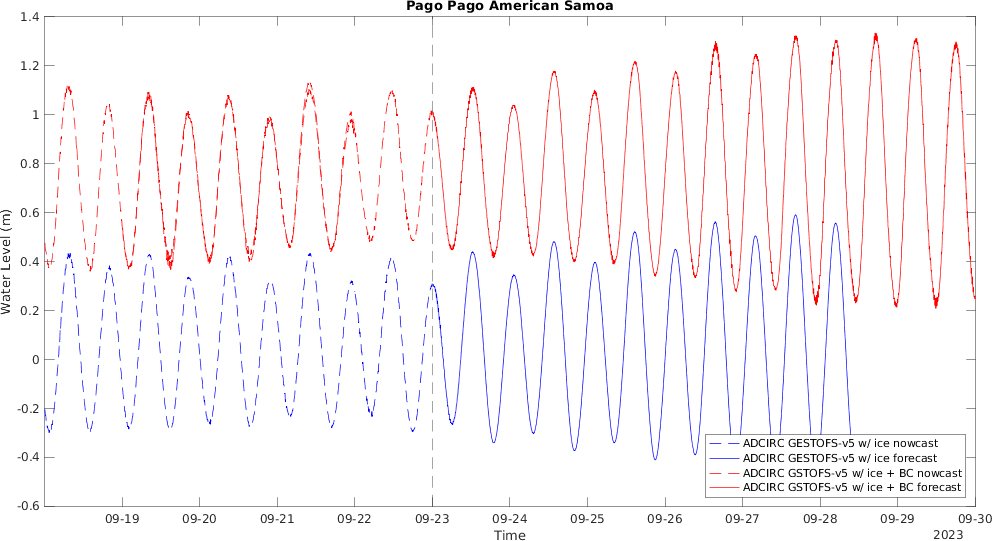 Pago Pago American Samoa
1.4
1.2
1
0.8
0.6
0.4
0.2
0
-0.2
-0.4
-0.6
Water Level (m)
ADCIRC GESTOFS-v5 w/ ice nowcast
ADCIRC GESTOFS-v5 w/ ice forecast
ADCIRC GSTOFS-v5 w/ ice + BC nowcast
ADCIRC GSTOFS-v5 w/ ice + BC forecast
09-19 09-20 09-21 09-22 09-23 09-24 09-25 09-26 09-27 09-28 09-29 09-30
Time
2023